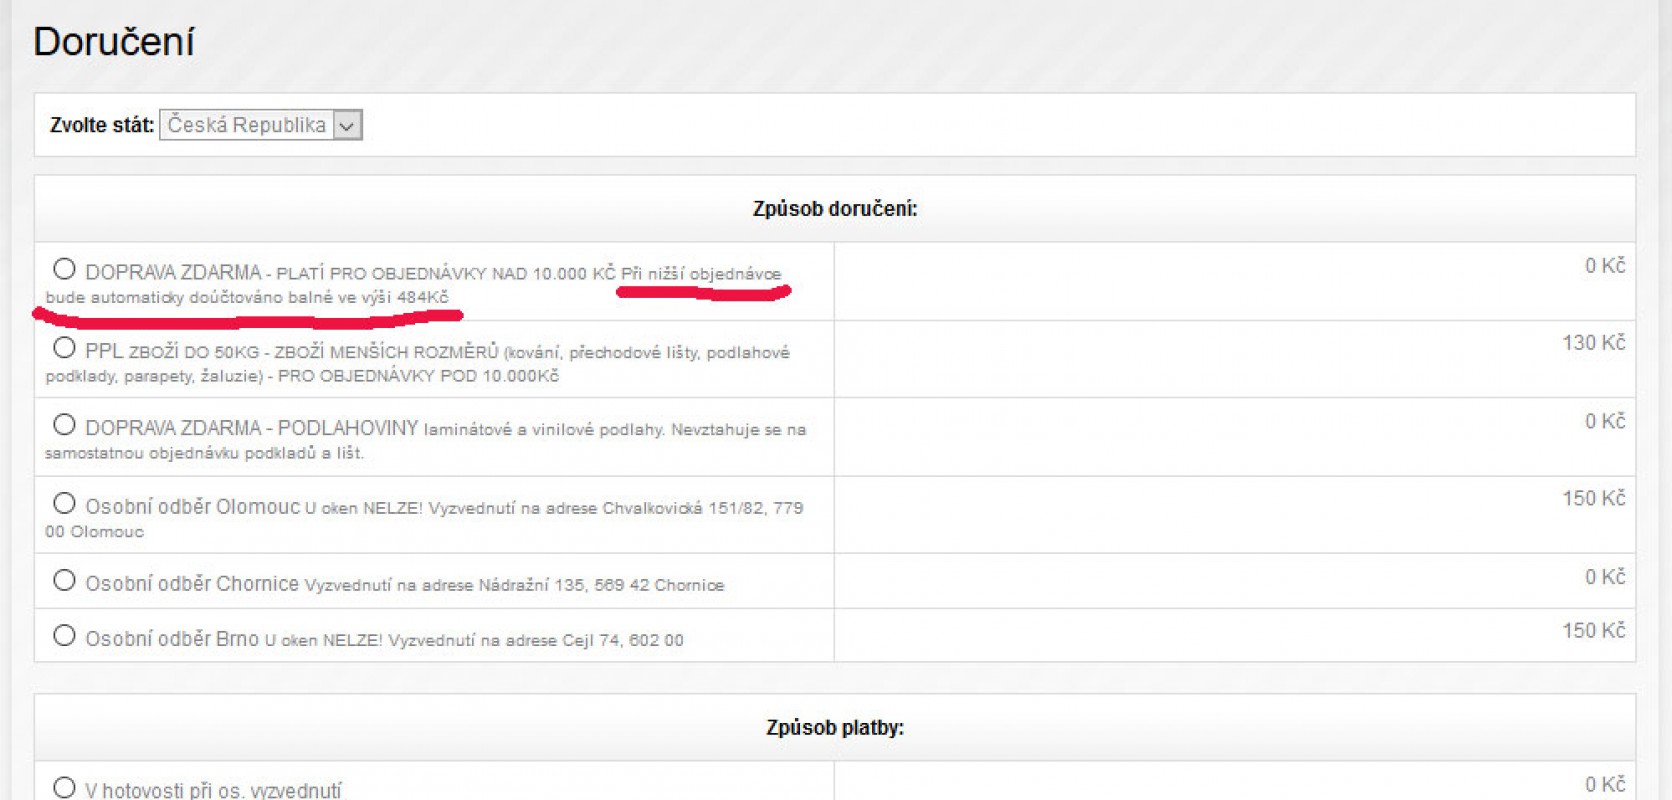 Doručení
Zvolte stát: Česká Republika
Způsob doručení:
DOPRAVA ZDARMA - PLATÍ PRO OBJEDNÁVKY NAD 10.000 KČ Při nižší objednávce
bude automaticky doúčtováno balné ve výši 484Kč
0 Kč
PPL ZBOŽÍ DO 50KG - ZBOŽÍ MENŠÍCH ROZMĚRŮ (kování, přechodové lišty, podlahové
podklady, parapety, žaluzie) - PRO OBJEDNÁVKY POD 10.000Kč
130 Kč
DOPRAVA ZDARMA - PODLAHOVINY laminátové a vinilové podlahy. Nevztahuje se na
samostatnou objednávku podkladů a lišt.
0 Kč
Osobní odběr Olomouc U oken NELZE! Vyzvednutí na adrese Chvalkovická 151/82, 779
00 Olomouc
150 Kč
Osobní odběr Chornice Vyzvednutí na adrese Nádražní 135, 569 42 Chornice
0 Kč
Osobní odběr Brno U oken NELZE! Vyzvednutí na adrese Cejl 74, 602 00
150 Kč
Způsob platby:
V hotovosti při os. vyzvednutí
0 Kč